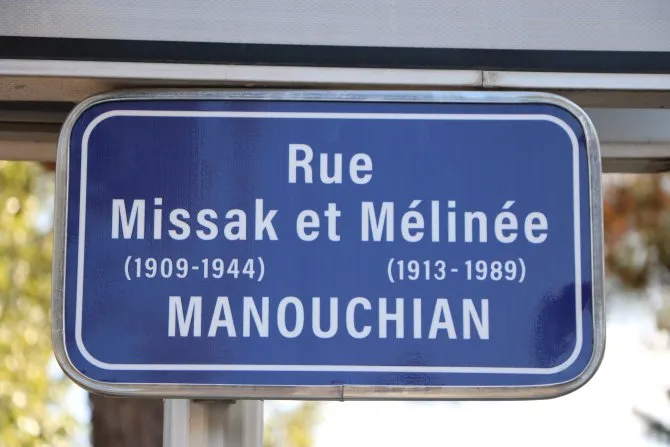 Rue
Missak et Mélinée
(1909-1944) (1913-1989)
MANOUCHIAN